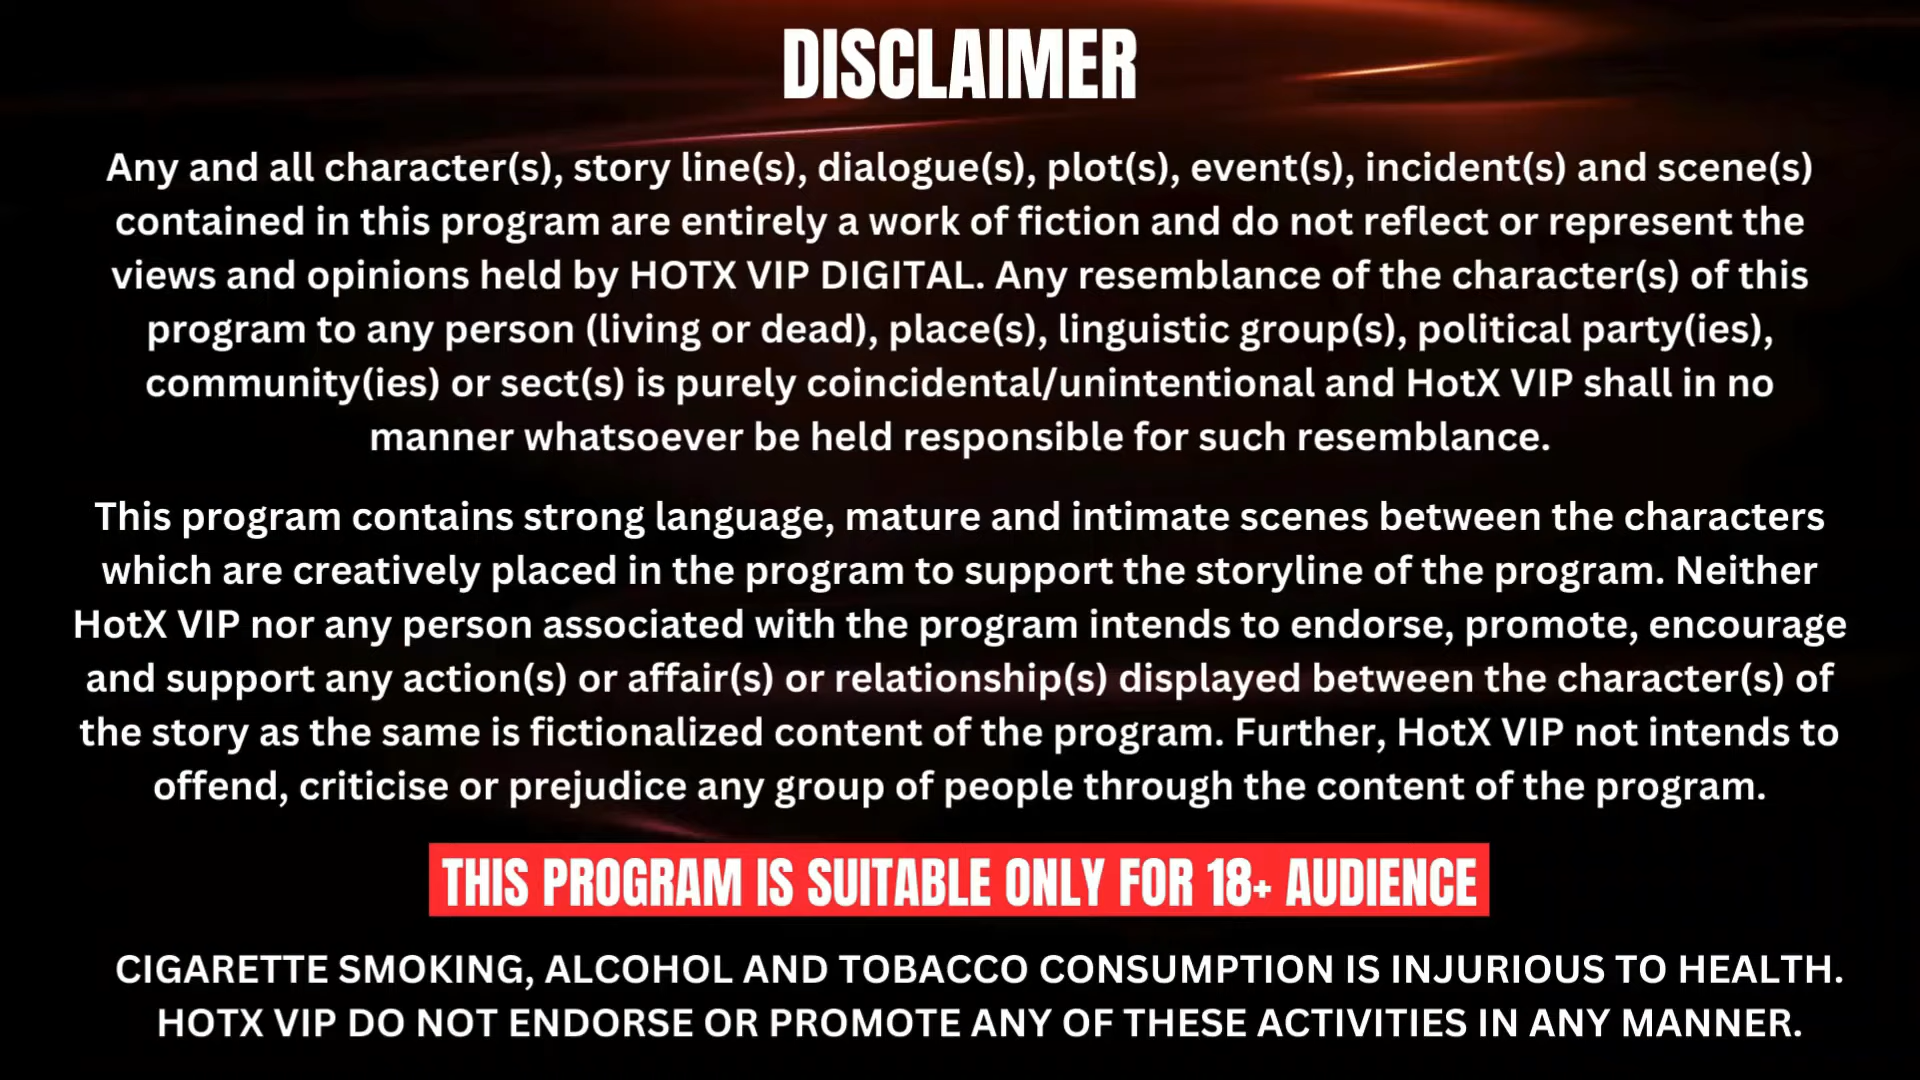 DISCLAIMER
Any and all character(s), story line(s), dialogue(s), plot(s), event(s), incident(s) and scene(s)
contained in this program are entirely a work of fiction and do not reflect or represent the
views and opinions held by HOTX VIP DIGITAL. Any resemblance of the character(s) of this
program to any person (living or dead), place(s), linguistic group(s), political party(ies),
community(ies) or sect(s) is purely coincidental/unintentional and HotX VIP shall in no
manner whatsoever be held responsible for such resemblance.
This program contains strong language, mature and intimate scenes between the characters
which are creatively placed in the program to support the storyline of the program. Neither
HotX VIP nor any person associated with the program intends to endorse, promote, encourage
and support any action(s) or affair(s) or relationship(s) displayed between the character(s) of
the story as the same is fictionalized content of the program. Further, HotX VIP not intends to
offend, criticise or prejudice any group of people through the content of the program.
THIS PROGRAM IS SUITABLE ONLY FOR 18+ AUDIENCE
CIGARETTE SMOKING, ALCOHOL AND TOBACCO CONSUMPTION IS INJURIOUS TO HEALTH.
HOTX VIP DO NOT ENDORSE OR PROMOTE ANY OF THESE ACTIVITIES IN ANY MANNER.